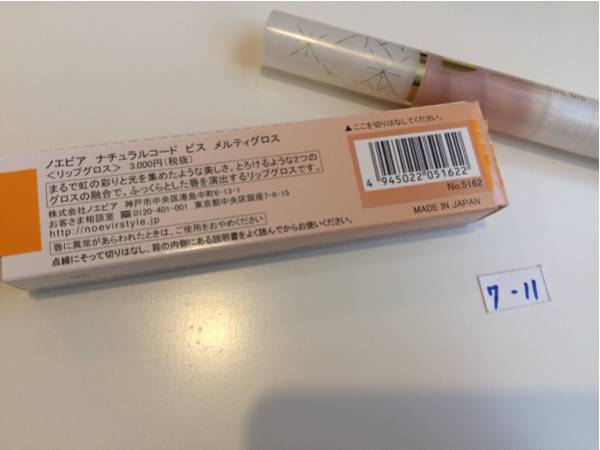 ノエビア ナチュラルコード ビス メルティグロス
〈リップグロス〉 3,000円(税抜)
まるで虹の彩りと光を集めたような美しさ。とろけるような2つの
グロスの融合で、ふっくらとした唇を演出するリップグロスです。
株式会社ノエビア 神戸市中央区港島中町6-13-1
お客さま相談室 0120-401-001 東京都中央区銀座7-6-15
http://noevirstyle.jp
唇に異常があらわれたときは、ご使用をおやめください
点線にそって切りはなし、箱の内側にある説明書をよく読んでからお使いください。
▲ここを切りはなしてください。
4 945022 051622
No.5162
MADE IN JAPAN
7-11